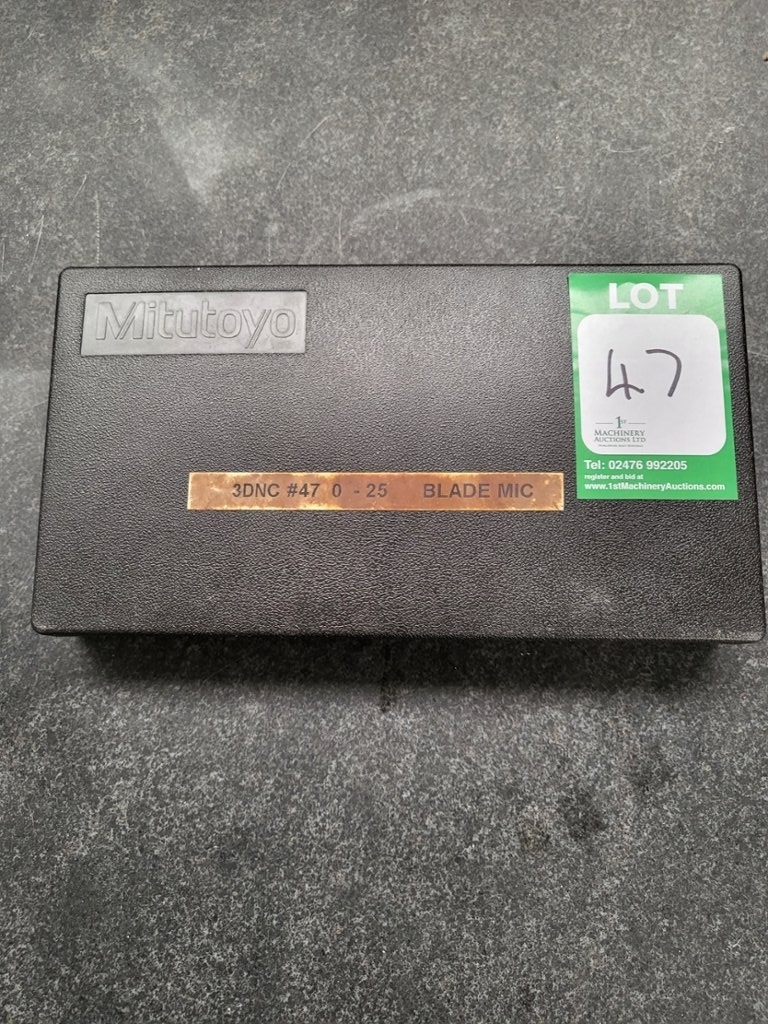 Mitutoyo
LOT
47
1ST
MACHINERY
AUCTIONS LTD
Tel: 02476 992205
register and bid at
www.1stMachineryAuctions.com
3DNC #47 0 - 25 BLADE MIC